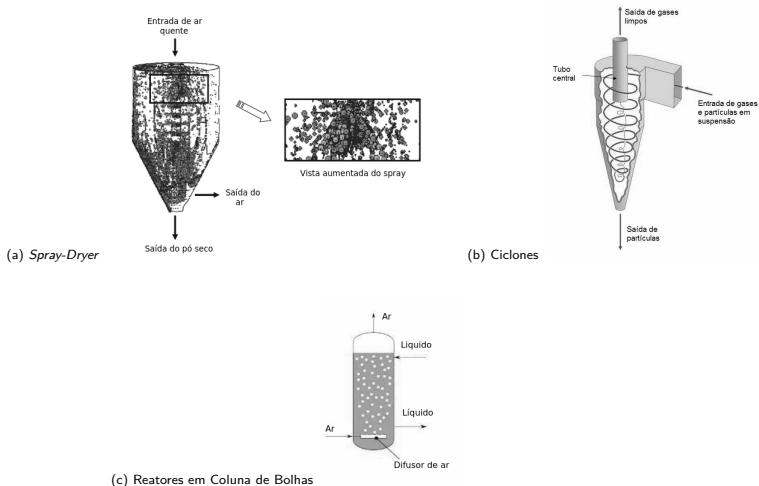 Entrada de ar
quente
Vista aumentada do spray
Saída do
ar
Saída do pó seco
(a) Spray-Dryer
Saída de gases
limpos
Tubo
central
Entrada de gases
e partículas em
suspensão
Saída de
partículas
(b) Ciclones
Ar
Liquido
Líquido
Ar
Difusor de ar
(c) Reatores em Coluna de Bolhas